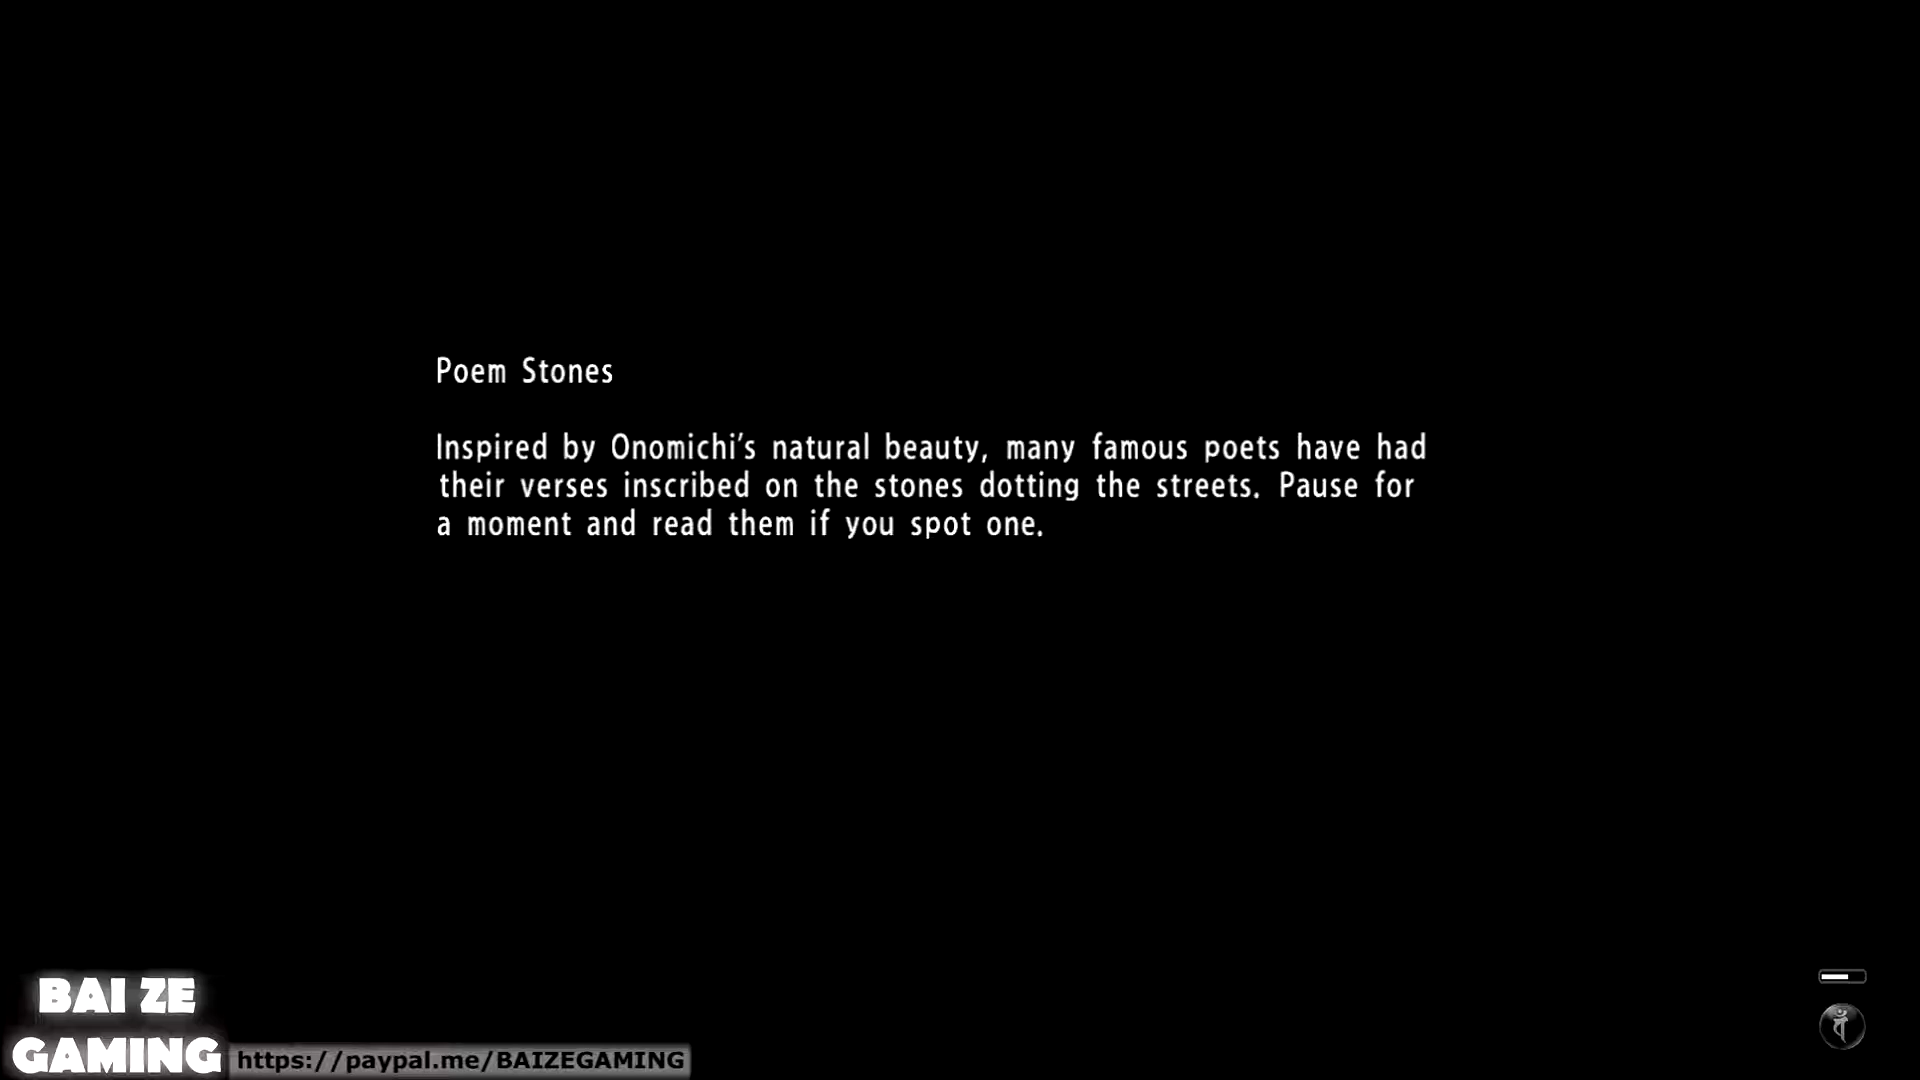 Poem Stones
Inspired by Onomichi's natural beauty, many famous poets have had
their verses inscribed on the stones dotting the streets. Pause for
a moment and read them if you spot one.
BAI ZE
GAMING
https://paypal.me/BAIZEGAMING